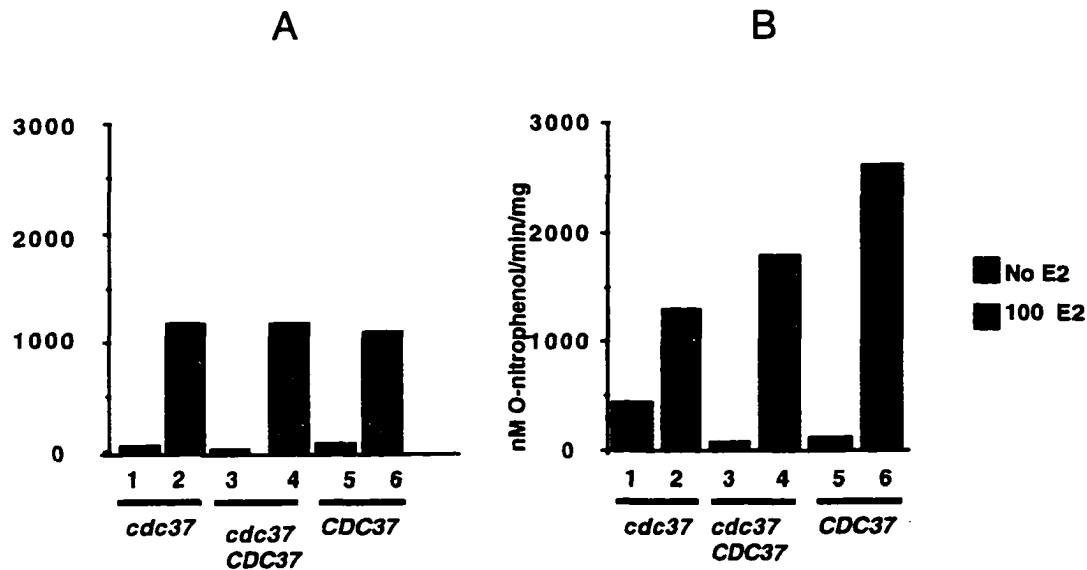 A
B
3000
2000
1000
0
1 2 3 4 5 6
cdc37
cdc37
CDC37
CDC37
nM O-nitrophenol/min/mg
3000
2000
1000
0
1 2 3 4 5 6
cdc37
cdc37
CDC37
CDC37
No E2
100 E2